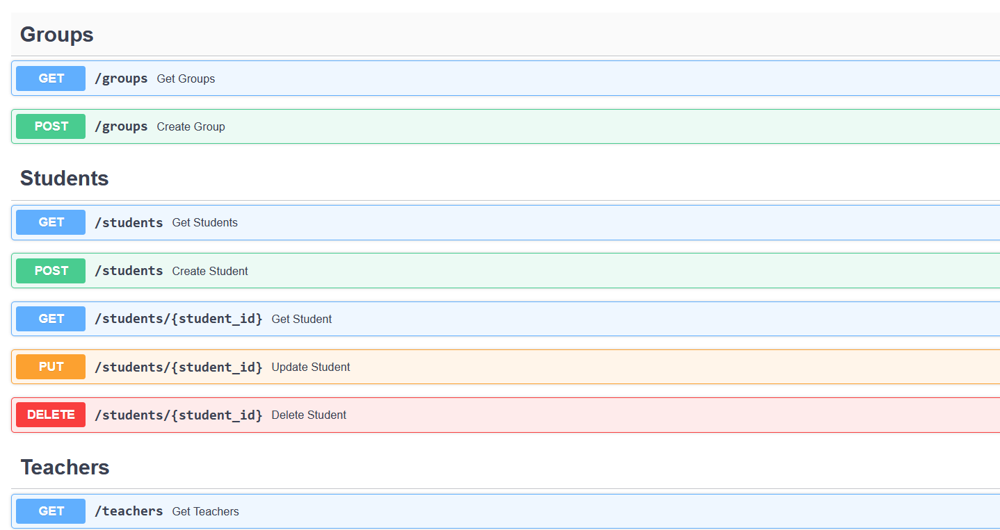 Groups
GET /groups Get Groups
POST /groups Create Group
Students
GET /students Get Students
POST /students Create Student
GET /students/{student_id} Get Student
PUT /students/{student_id} Update Student
DELETE /students/{student_id} Delete Student
Teachers
GET /teachers Get Teachers